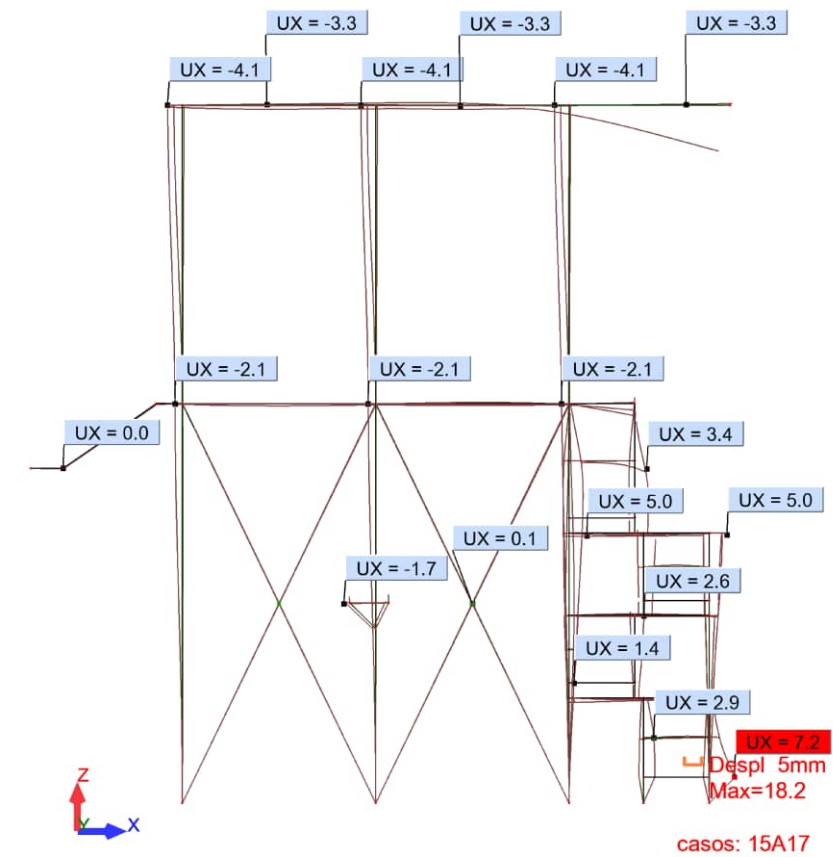 UX = -3.3
UX = -3.3
UX = -3.3
UX = -4.1
UX = -4.1
UX = -4.1
UX = -2.1
UX = -2.1
UX = -2.1
UX = 0.0
UX = 3.4
UX = 5.0
UX = 5.0
UX = 0.1
UX = -1.7
UX = 2.6
UX = 1.4
UX = 2.9
UX = 7.2
Despl 5mm
Max=18.2
Z
Y
X
casos: 15A17